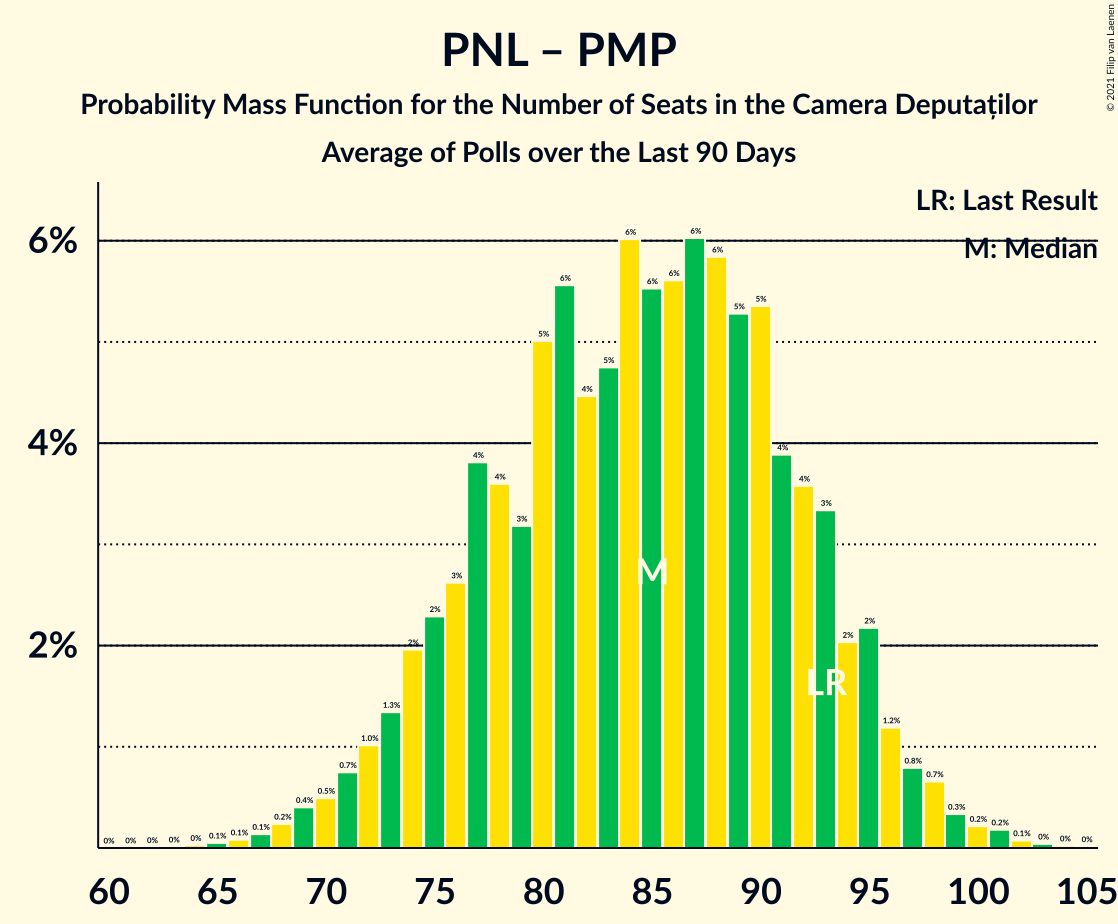 PNL – PMP
Probability Mass Function for the Number of Seats in the Camera Deputaților
Average of Polls over the Last 90 Days
© 2021 Filip van Laenen
LR: Last Result
M: Median
6%
4%
2%
0% 0% 0% 0% 0% 0.1% 0.1% 0.1% 0.2% 0.4% 0.5% 0.7% 1.0% 1.3% 2% 2% 3% 4% 4% 3% 5% 6% 4% 5% 6% 6% 6% 6% 6% 5% 5% 4% 4% 3% 2% 2% 1.2% 0.8% 0.7% 0.3% 0.2% 0.2% 0.1% 0% 0% 0%
M
LR
60 65 70 75 80 85 90 95 100 105